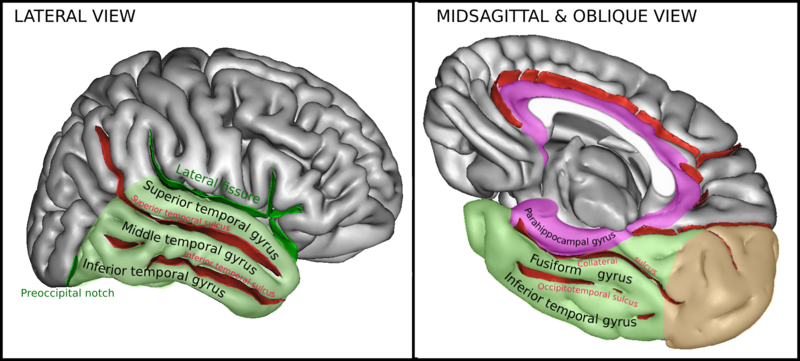 LATERAL VIEW
Lateral fissure
Superior temporal gyrus
Superior temporal sulcus
Middle temporal gyrus
Inferior temporal sulcus
Inferior temporal gyrus
Preoccipital notch
MIDSAGITTAL & OBLIQUE VIEW
Parahippocampal gyrus
Collateral sulcus
Fusiform gyrus
Occipitotemporal sulcus
Inferior temporal gyrus